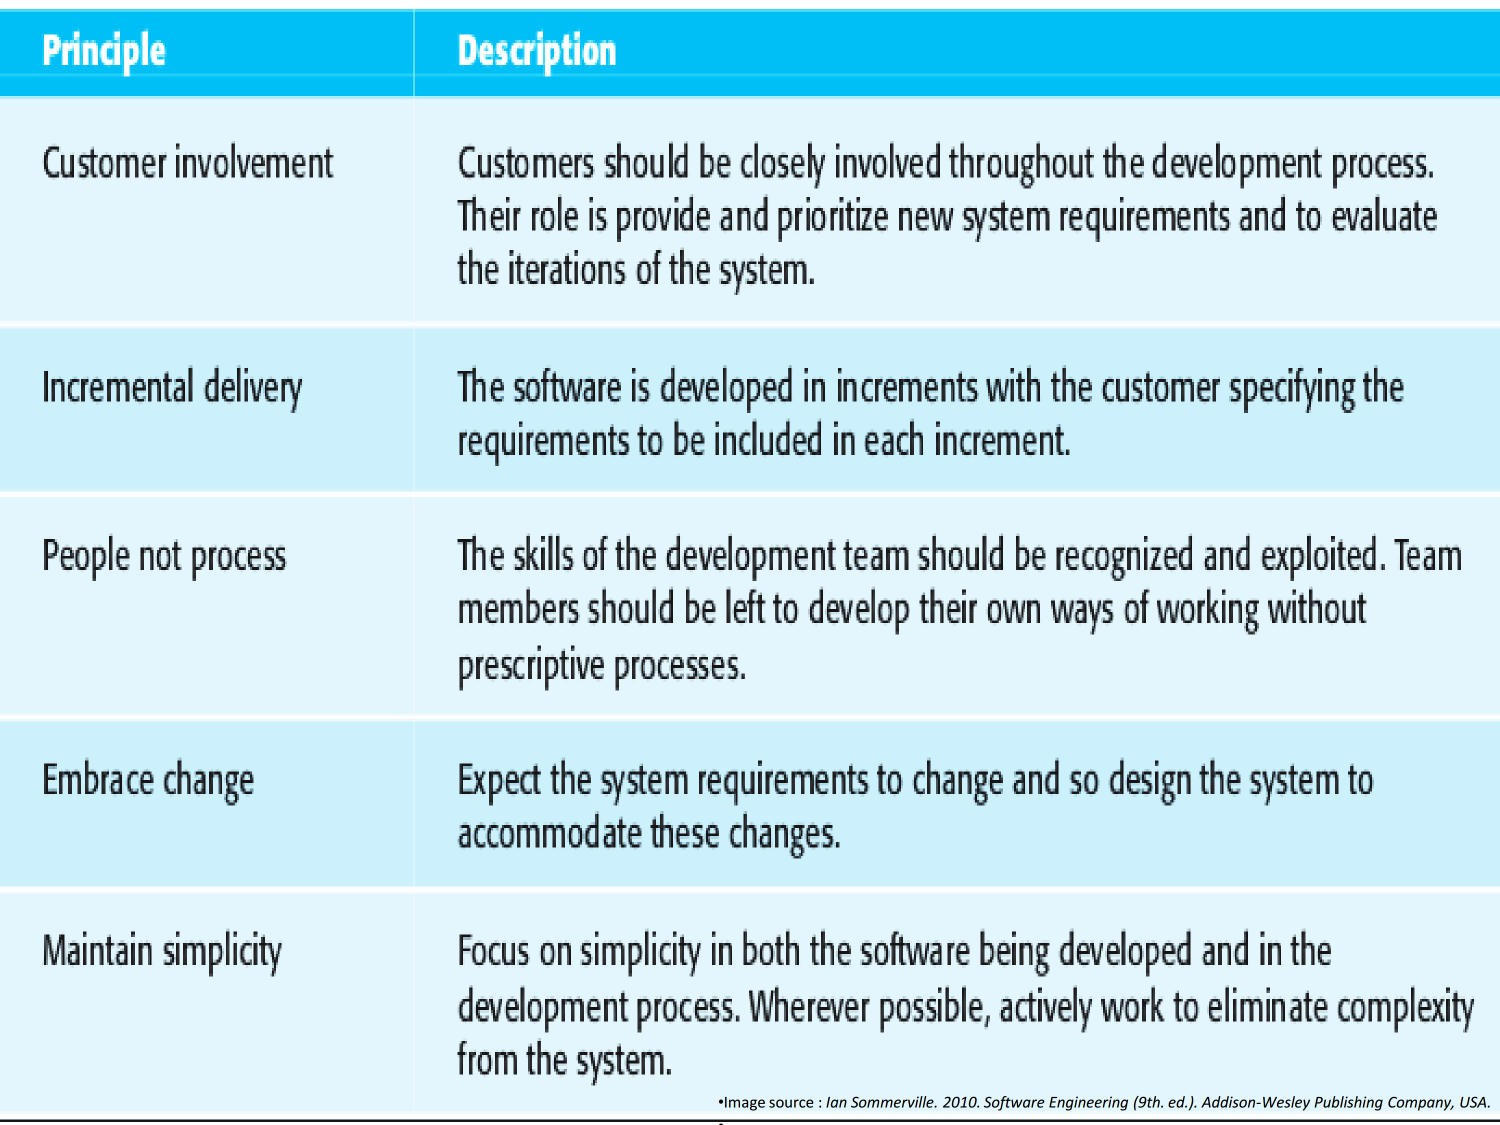 Principle Description
Customer involvement Customers should be closely involved throughout the development process.
Their role is provide and prioritize new system requirements and to evaluate
the iterations of the system.
Incremental delivery The software is developed in increments with the customer specifying the
requirements to be included in each increment.
People not process The skills of the development team should be recognized and exploited. Team
members should be left to develop their own ways of working without
prescriptive processes.
Embrace change Expect the system requirements to change and so design the system to
accommodate these changes.
Maintain simplicity Focus on simplicity in both the software being developed and in the
development process. Wherever possible, actively work to eliminate complexity
from the system.
•Image source : Ian Sommerville. 2010. Software Engineering (9th. ed.). Addison-Wesley Publishing Company, USA.